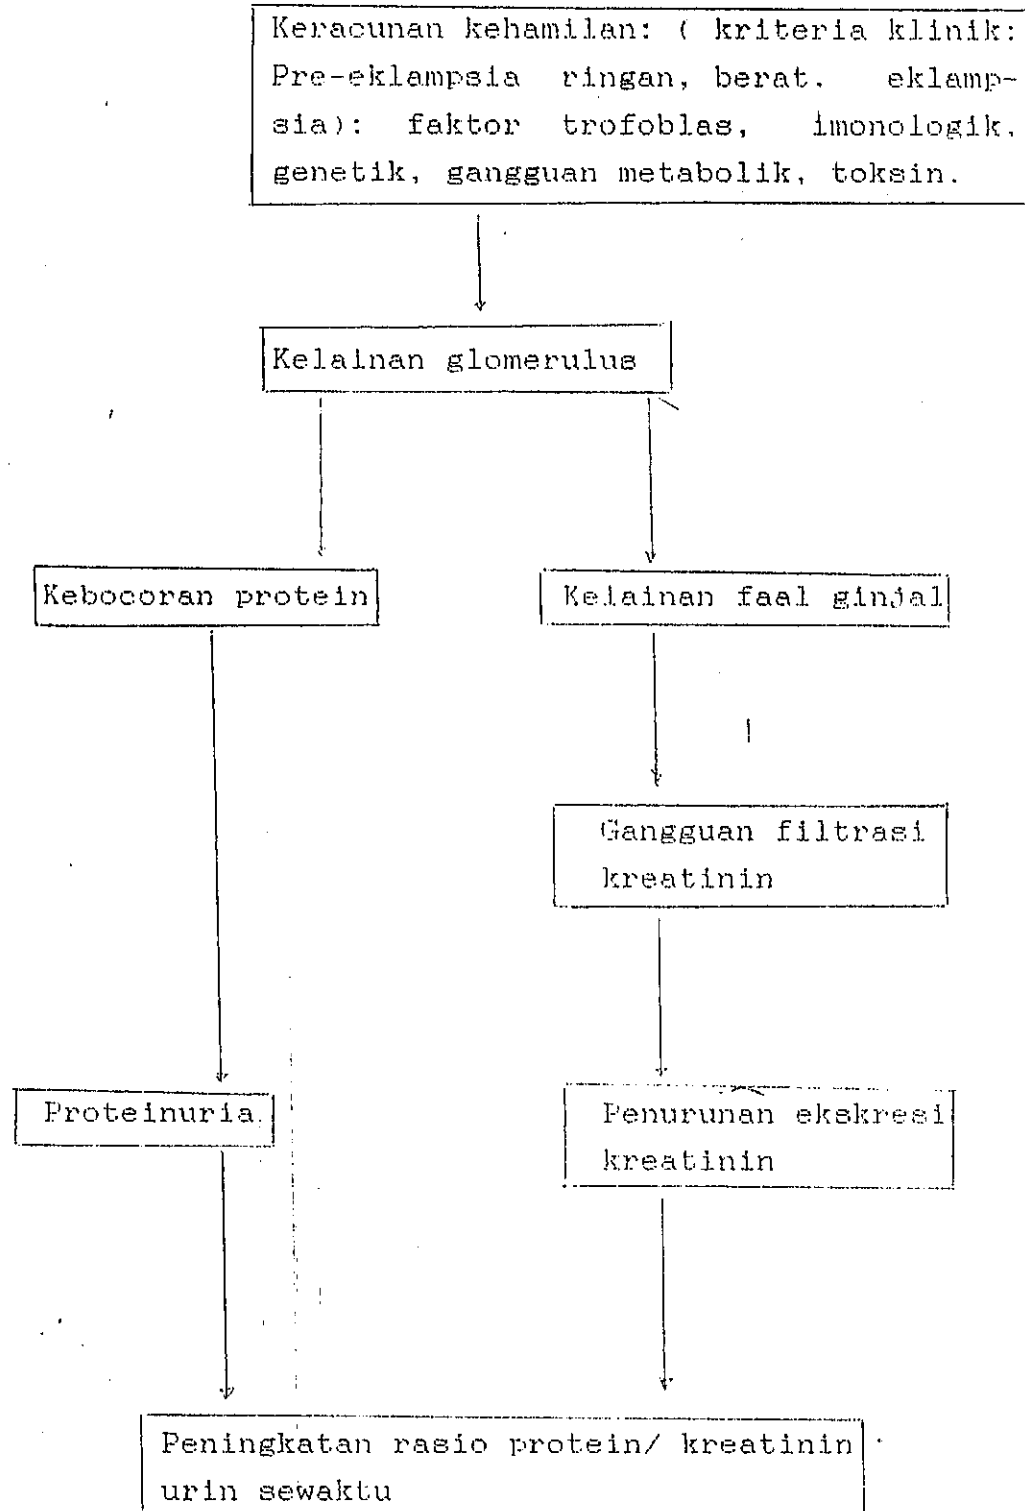 Keracunan kehamilan: ( kriteria klinik:
Pre-eklampsia ringan, berat. eklamp-
sia): faktor trofoblas, imonologik.
genetik, gangguan metabolik, toksin.
Kelainan glomerulus
Kebocoran protein
Kelainan faal ginjal
Gangguan filtrasi
kreatinin
Proteinuria
Penurunan ekskresi
kreatinin
Peningkatan rasio protein/ kreatinin
urin sewaktu